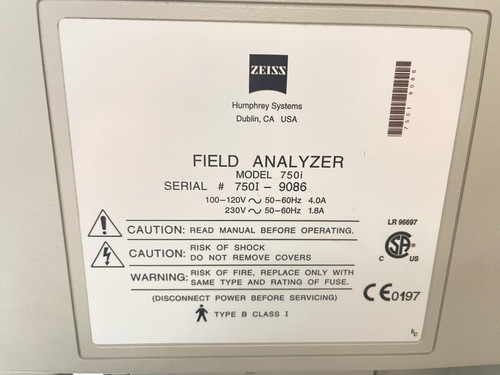 ZEISS
Humphrey Systems
Dublin, CA USA
750I 9086
FIELD ANALYZER
MODEL 750i
SERIAL # 750I - 9086
100-120V ~ 50-60Hz 4.0A
230V ~ 50-60Hz 1.8A
CAUTION: READ MANUAL BEFORE OPERATING.
CAUTION: RISK OF SHOCK
DO NOT REMOVE COVERS
WARNING: RISK OF FIRE, REPLACE ONLY WITH
SAME TYPE AND RATING OF FUSE.
(DISCONNECT POWER BEFORE SERVICING)
TYPE B CLASS I
LR 96697
SA
C US
CE0197